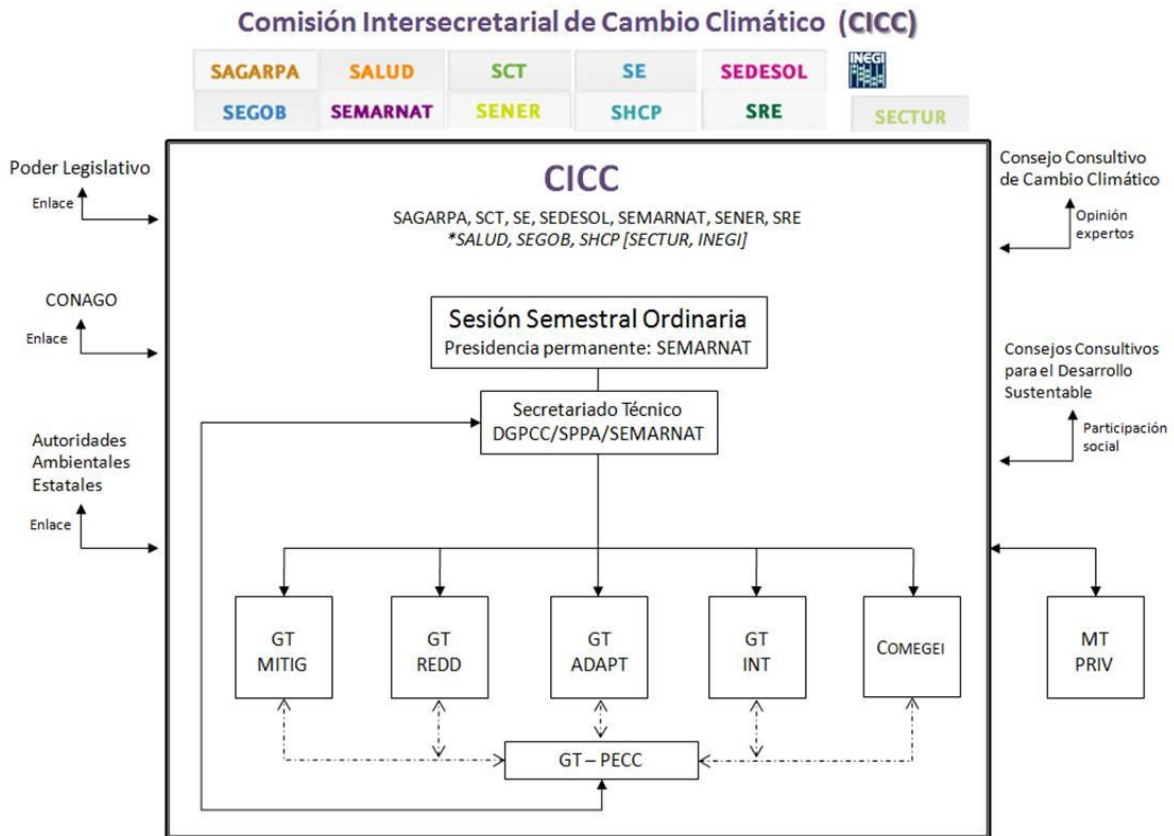 Comisión Intersecretarial de Cambio Climático (CICC)
SAGARPA SALUD SCT SE SEDESOL INEGI
SEGOB SEMARNAT SENER SHCP SRE SECTUR
Poder Legislativo
Enlace
CONAGO
Enlace
Autoridades
Ambientales
Estatales
Enlace
CICC
SAGARPA, SCT, SE, SEDESOL, SEMARNAT, SENER, SRE
*SALUD, SEGOB, SHCP [SECTUR, INEGI]
Sesión Semestral Ordinaria
Presidencia permanente: SEMARNAT
Secretariado Técnico
DGPCC/SPPA/SEMARNAT
GT
MITIG
GT
REDD
GT
ADAPT
GT
INT
COMEGEI
GT – PECC
Consejo Consultivo
de Cambio Climático
Opinión
expertos
Consejos Consultivos
para el Desarrollo
Sustentable
Participación
social
MT
PRIV